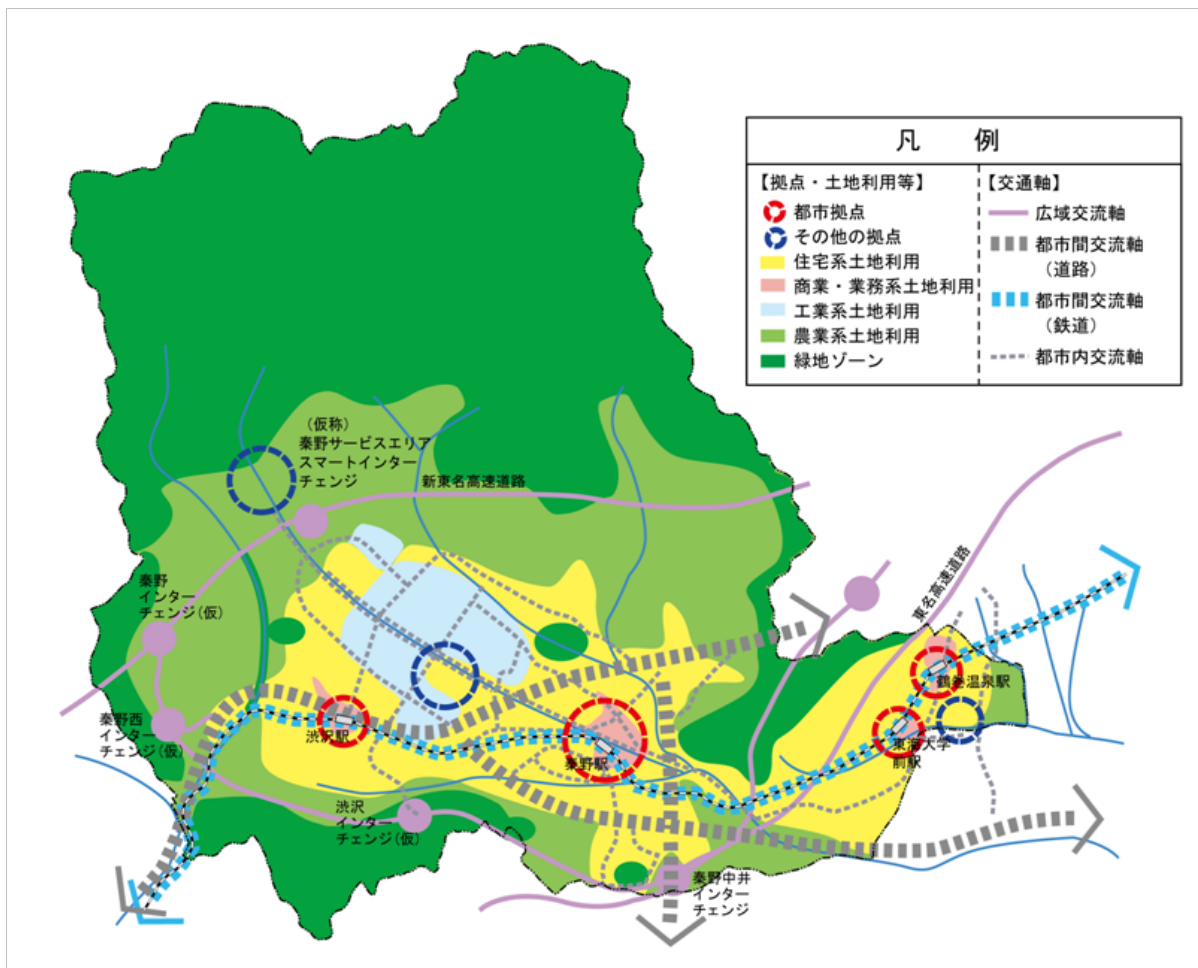 凡　例
【拠点・土地利用等】
都市拠点
その他の拠点
住宅系土地利用
商業・業務系土地利用
工業系土地利用
農業系土地利用
緑地ゾーン
【交通軸】
広域交流軸
都市間交流軸
（道路）
都市間交流軸
（鉄道）
都市内交流軸
（仮称）
秦野サービスエリア
スマートインター
チェンジ
新東名高速道路
秦野
インター
チェンジ(仮)
東名高速道路
鶴巻温泉駅
秦野西
インター
チェンジ(仮)
渋沢駅
秦野駅
東海大学
前駅
渋沢
インター
チェンジ(仮)
秦野中井
インター
チェンジ